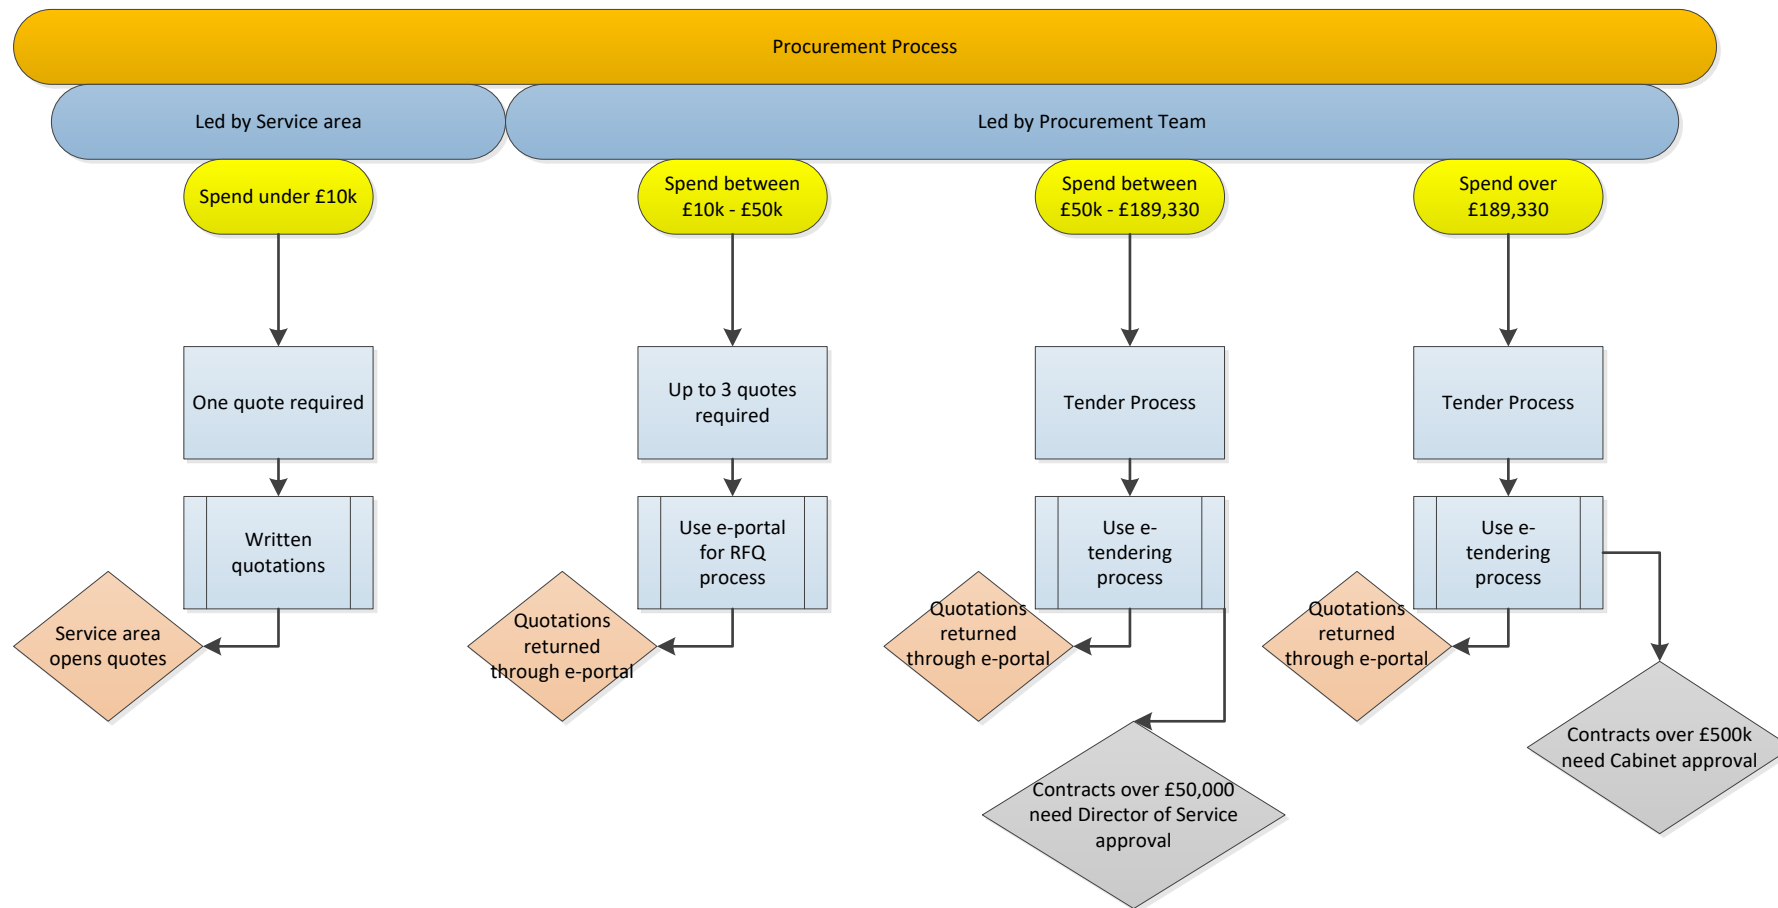 Procurement Process
Led by Service area
Led by Procurement Team
Spend under £10k
Spend between
£10k - £50k
Spend between
£50k - £189,330
Spend over
£189,330
One quote required
Up to 3 quotes
required
Tender Process
Tender Process
Written
quotations
Use e-portal
for RFQ
process
Use e-
tendering
process
Use e-
tendering
process
Service area
opens quotes
Quotations
returned
through e-portal
Quotations
returned
through e-portal
Quotations
returned
through e-portal
Contracts over £50,000
need Director of Service
approval
Contracts over £500k
need Cabinet approval